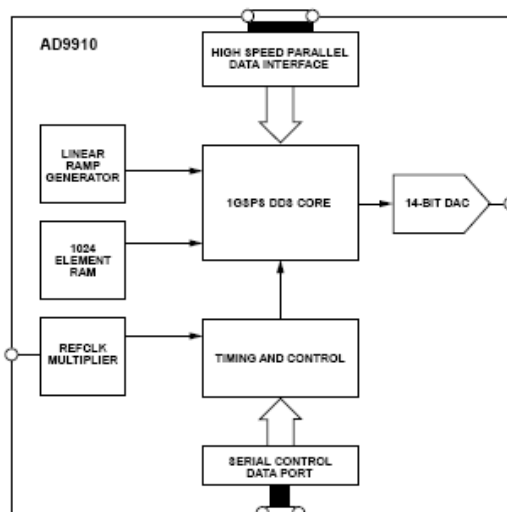 AD9910
HIGH SPEED PARALLEL
DATA INTERFACE
LINEAR
RAMP
GENERATOR
1GSPS DDS CORE
14-BIT DAC
1024
ELEMENT
RAM
REFCLK
MULTIPLIER
TIMING AND CONTROL
SERIAL CONTROL
DATA PORT